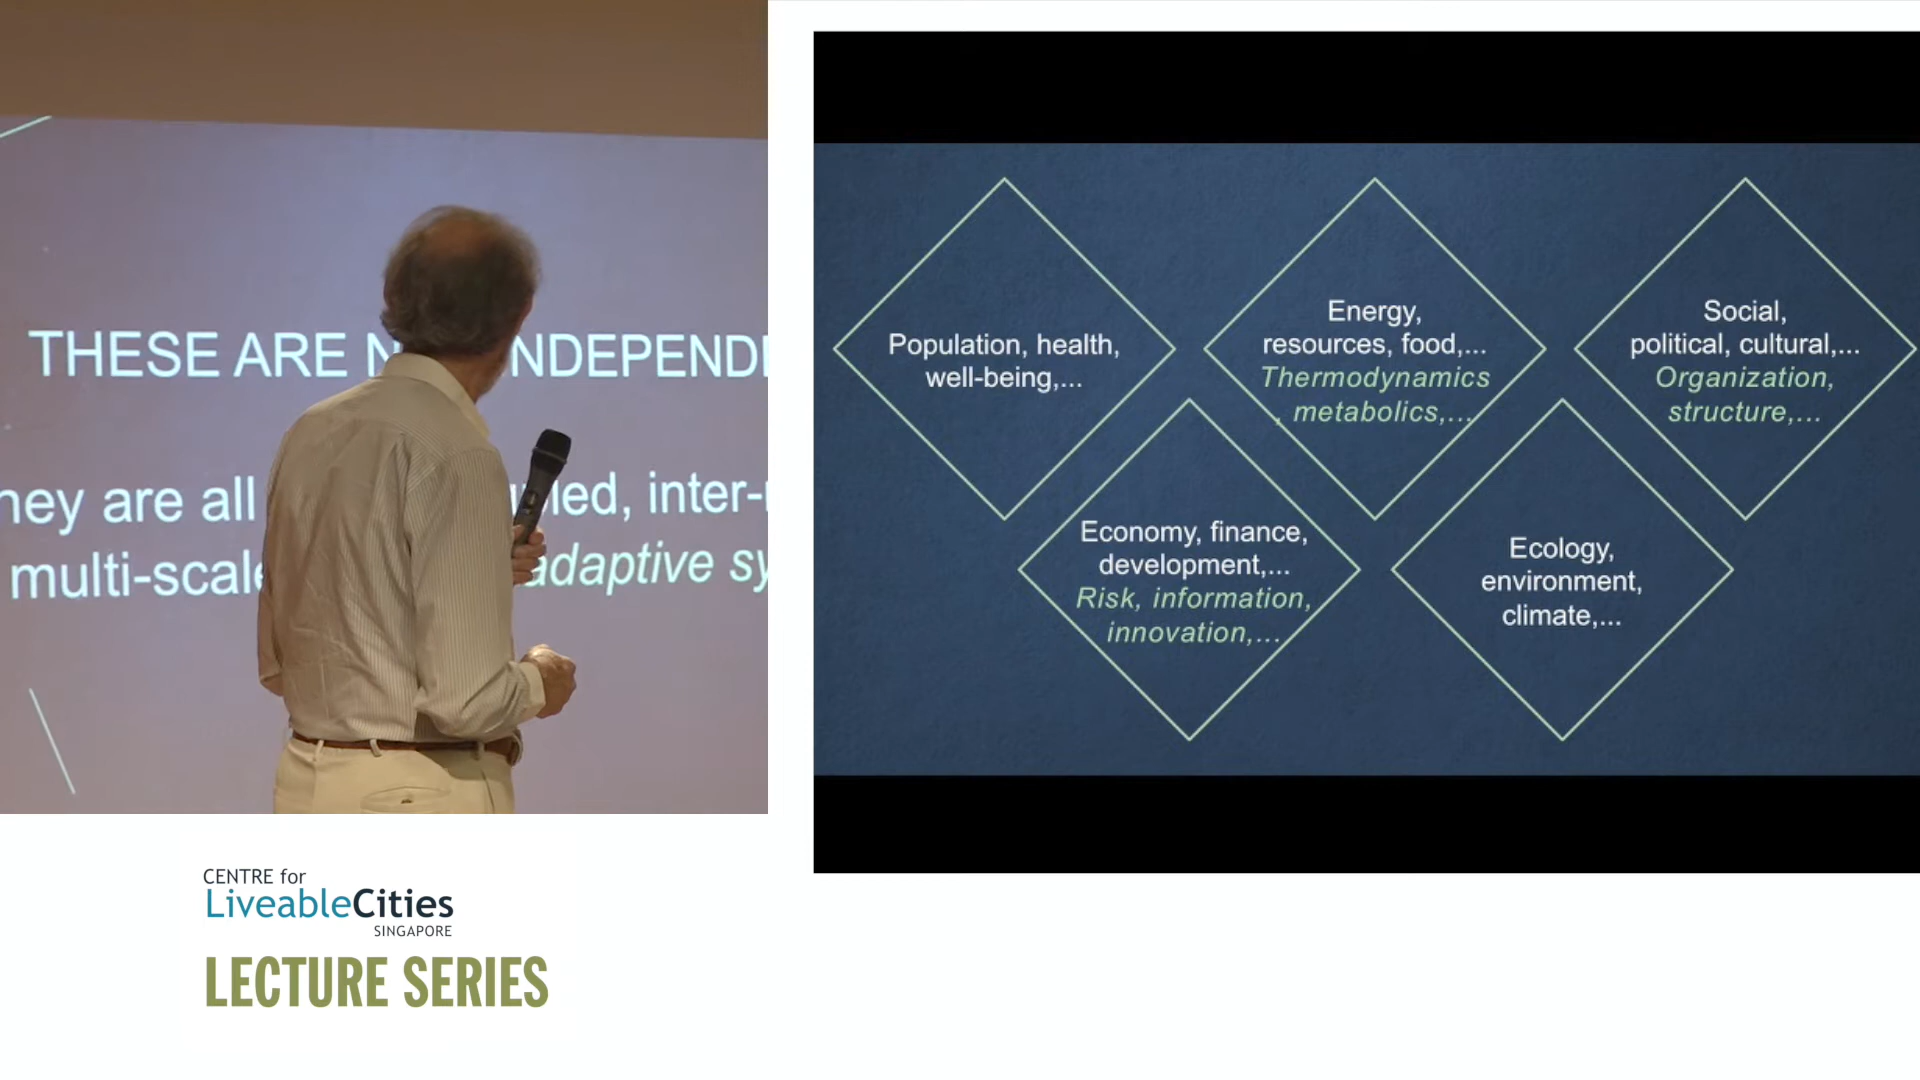 THESE ARE NDEPEND
hey are all led, inter-
multi-scale adaptive sy
CENTRE for
LiveableCities
SINGAPORE
LECTURE SERIES
Population, health,
well-being,...
Energy,
resources, food,...
Thermodynamics
, metabolics,...
Social,
political, cultural,...
Organization,
structure,...
Economy, finance,
development,...
Risk, information,
innovation,...
Ecology,
environment,
climate,...